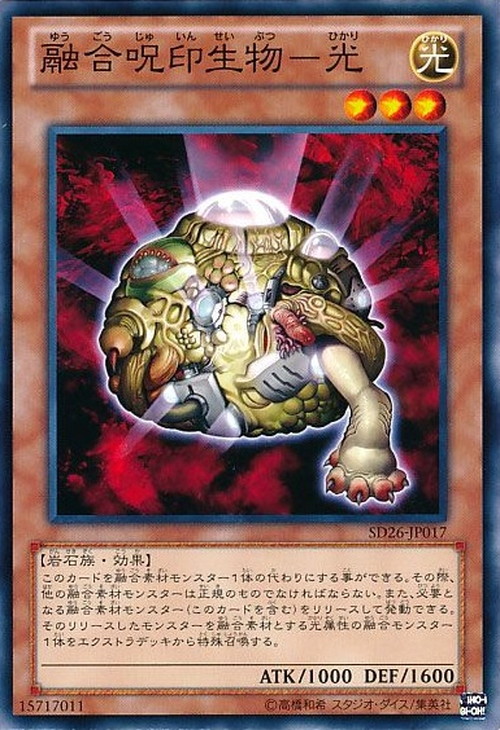 融合呪印生物－光
ゆう ごう じゅ いん せい ぶつ ひかり
光
ひかり
SD26-JP017
【岩石族・効果】
このカードを融合素材モンスター1体の代わりにする事ができる。その際、
他の融合素材モンスターは正規のものでなければならない。また、必要と
なる融合素材モンスター(このカードを含む)をリリースして発動できる。
そのリリースしたモンスターを融合素材とする光属性の融合モンスター
1体をエクストラデッキから特殊召喚する。
ATK/1000 DEF/1600
15717011
©高橋和希 スタジオ・ダイス/集英社